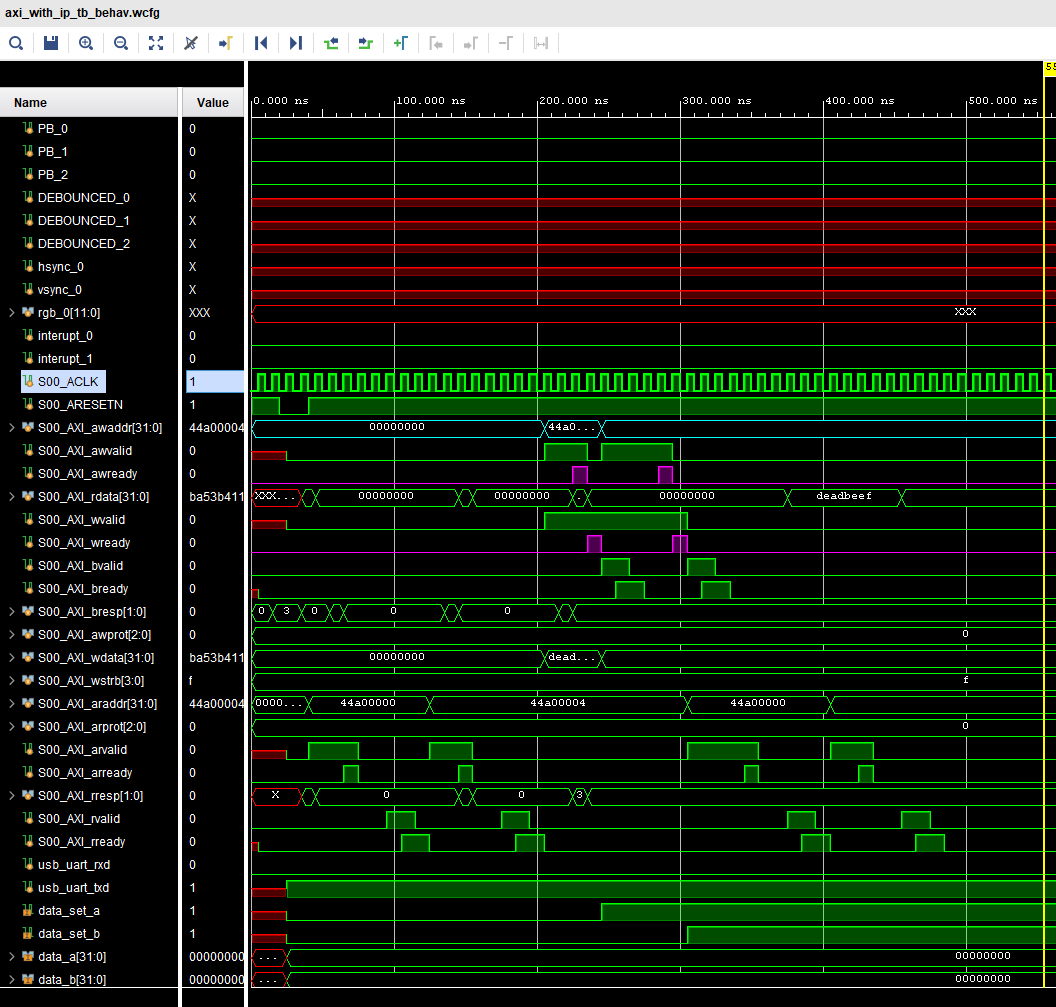 axi_with_ip_tb_behav.wcfg
55
Name Value 0.000 ns 100.000 ns 200.000 ns 300.000 ns 400.000 ns 500.000 ns
PB_0 0
PB_1 0
PB_2 0
DEBOUNCED_0 X
DEBOUNCED_1 X
DEBOUNCED_2 X
hsync_0 X
vsync_0 X
rgb_0[11:0] XXX XXX
interupt_0 0
interupt_1 0
S00_ACLK 1
S00_ARESETN 1
S00_AXI_awaddr[31:0] 44a00004 00000000 44a0...
S00_AXI_awvalid 0
S00_AXI_awready 0
S00_AXI_rdata[31:0] ba53b411 XXX... 00000000 00000000 00000000 deadbeef
S00_AXI_wvalid 0
S00_AXI_wready 0
S00_AXI_bvalid 0
S00_AXI_bready 0
S00_AXI_bresp[1:0] 0 0 3 0 0 0
S00_AXI_awprot[2:0] 0 0
S00_AXI_wdata[31:0] ba53b411 00000000 dead...
S00_AXI_wstrb[3:0] f f
S00_AXI_araddr[31:0] 44a00004 0000... 44a00000 44a00004 44a00000
S00_AXI_arprot[2:0] 0 0
S00_AXI_arvalid 0
S00_AXI_arready 0
S00_AXI_rresp[1:0] 0 X 0 0 3
S00_AXI_rvalid 0
S00_AXI_rready 0
usb_uart_rxd 0
usb_uart_txd 1
data_set_a 1
data_set_b 1
data_a[31:0] 00000000 ... 00000000
data_b[31:0] 00000000 ... 00000000